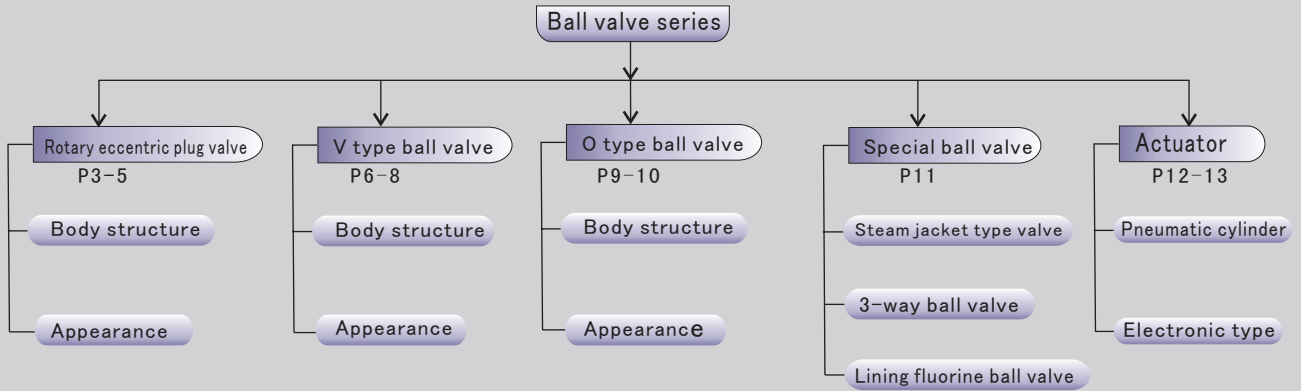 Ball valve series
Rotary eccentric plug valve
P3-5
Body structure
Appearance
V type ball valve
P6-8
Body structure
Appearance
O type ball valve
P9-10
Body structure
Appearance
Special ball valve
P11
Steam jacket type valve
3-way ball valve
Lining fluorine ball valve
Actuator
P12-13
Pneumatic cylinder
Electronic type